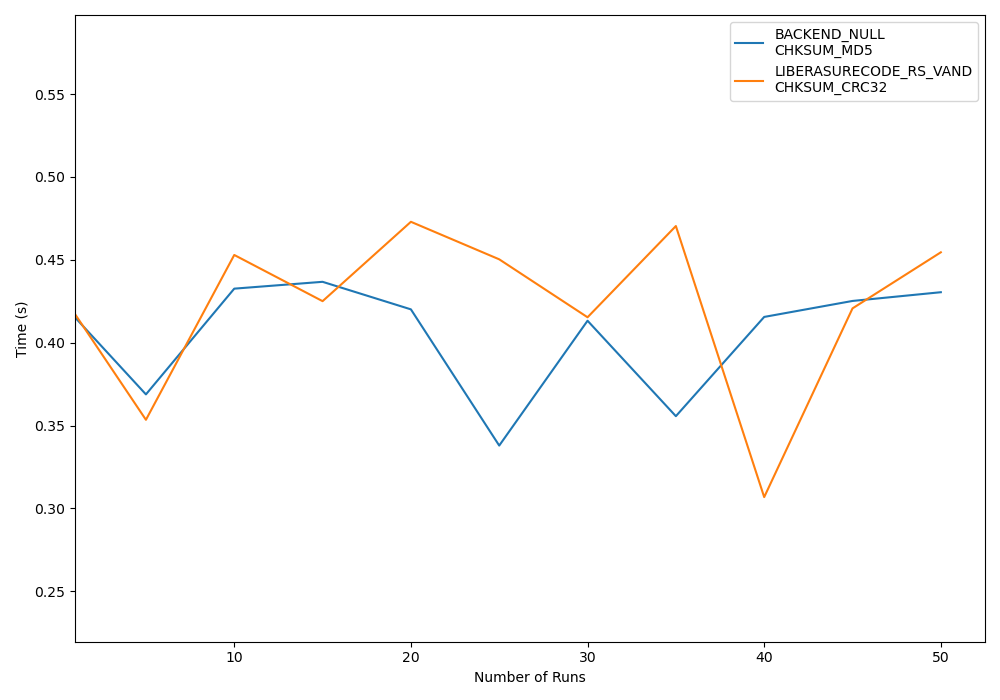 BACKEND_NULL
CHKSUM_MD5
LIBERASURECODE_RS_VAND
CHKSUM_CRC32
0.55
0.50
0.45
0.40
0.35
0.30
0.25
Time (s)
10 20 30 40 50
Number of Runs